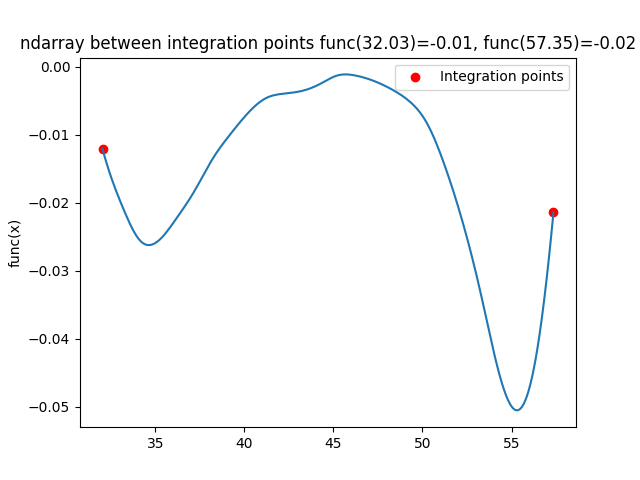 ndarray between integration points func(32.03)=-0.01, func(57.35)=-0.02
Integration points
0.00
−0.01
−0.02
−0.03
−0.04
−0.05
func(x)
35 40 45 50 55